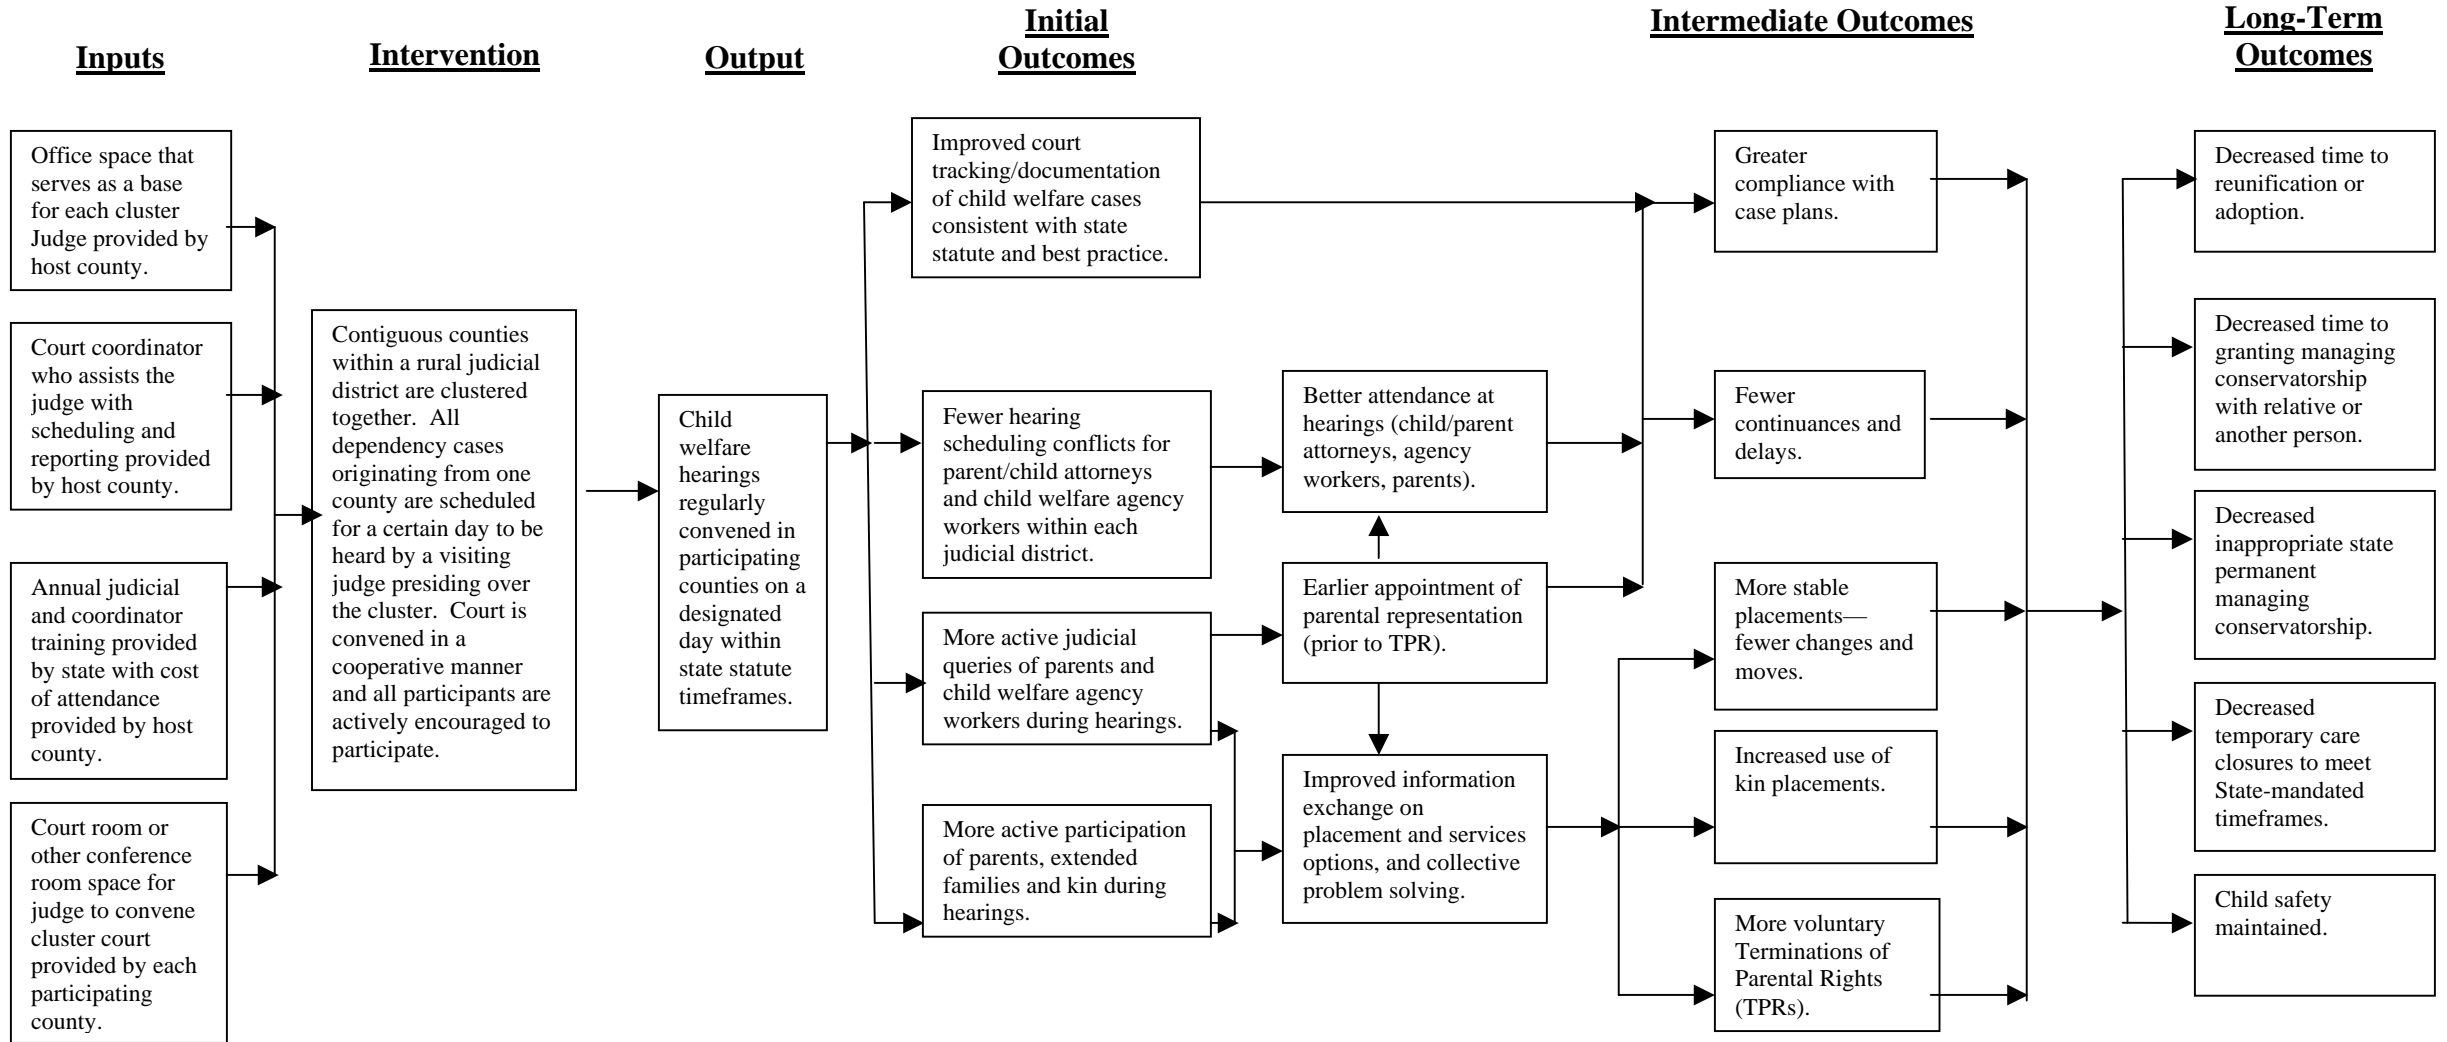 Inputs
Intervention
Output
Initial
Outcomes
Intermediate Outcomes
Long-Term
Outcomes
Office space that
serves as a base
for each cluster
Judge provided by
host county.
Court coordinator
who assists the
judge with
scheduling and
reporting provided
by host county.
Annual judicial
and coordinator
training provided
by state with cost
of attendance
provided by host
county.
Court room or
other conference
room space for
judge to convene
cluster court
provided by each
participating
county.
Contiguous counties
within a rural judicial
district are clustered
together.  All
dependency cases
originating from one
county are scheduled
for a certain day to be
heard by a visiting
judge presiding over
the cluster.  Court is
convened in a
cooperative manner
and all participants are
actively encouraged to
participate.
Child
welfare
hearings
regularly
convened in
participating
counties on a
designated
day within
state statute
timeframes.
Improved court
tracking/documentation
of child welfare cases
consistent with state
statute and best practice.
Fewer hearing
scheduling conflicts for
parent/child attorneys
and child welfare agency
workers within each
judicial district.
More active judicial
queries of parents and
child welfare agency
workers during hearings.
More active participation
of parents, extended
families and kin during
hearings.
Better attendance at
hearings (child/parent
attorneys, agency
workers, parents).
Earlier appointment of
parental representation
(prior to TPR).
Improved information
exchange on
placement and services
options, and collective
problem solving.
Greater
compliance with
case plans.
Fewer
continuances and
delays.
More stable
placements—
fewer changes and
moves.
Increased use of
kin placements.
More voluntary
Terminations of
Parental Rights
(TPRs).
Decreased time to
reunification or
adoption.
Decreased time to
granting managing
conservatorship
with relative or
another person.
Decreased
inappropriate state
permanent
managing
conservatorship.
Decreased
temporary care
closures to meet
State-mandated
timeframes.
Child safety
maintained.